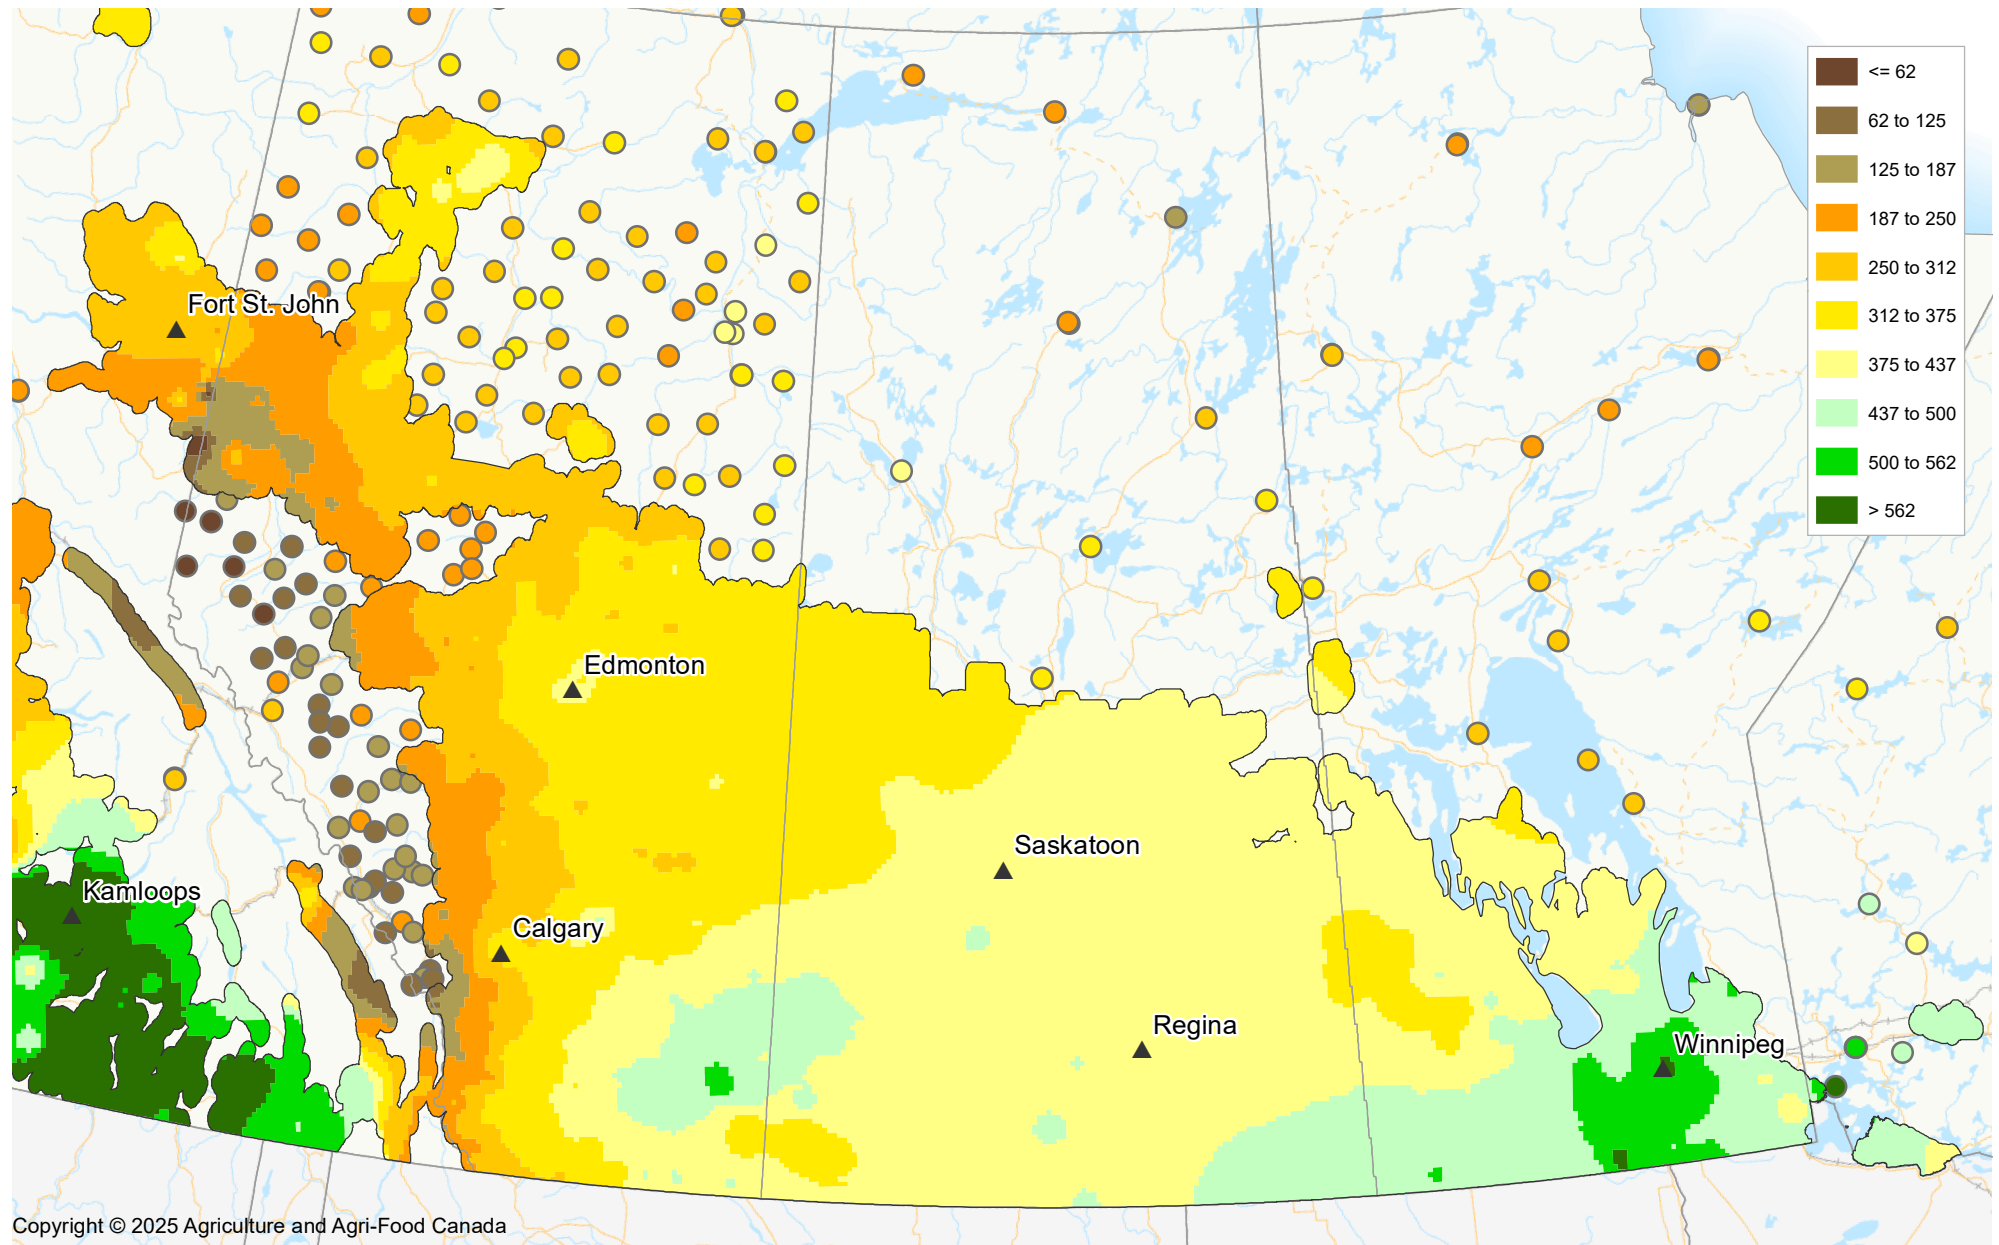 <= 62
62 to 125
125 to 187
187 to 250
250 to 312
312 to 375
375 to 437
437 to 500
500 to 562
> 562
Fort St. John
Edmonton
Saskatoon
Kamloops
Calgary
Regina
Winnipeg
Copyright © 2025 Agriculture and Agri-Food Canada